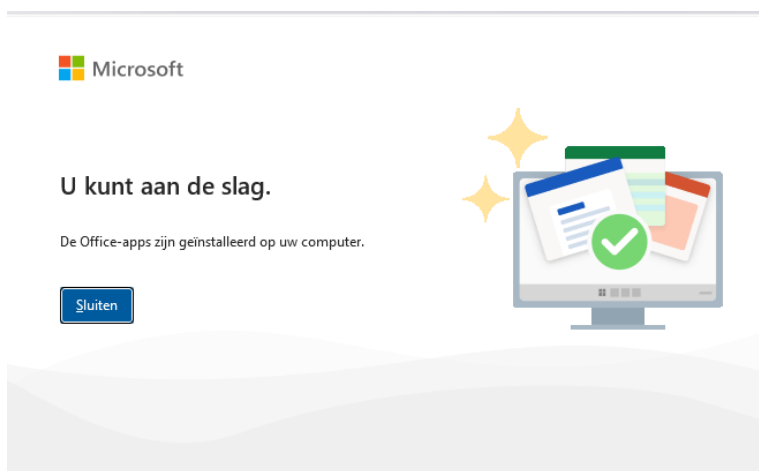 Microsoft
U kunt aan de slag.
De Office-apps zijn geïnstalleerd op uw computer.
Sluiten